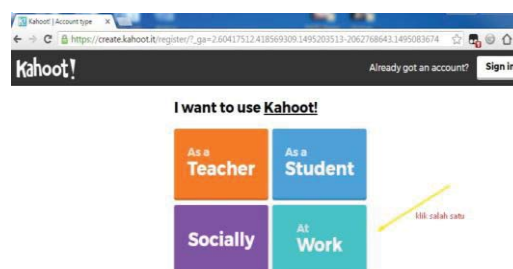 Kahoot! | Account type
https://create.kahoot.it/register/?_ga=2.60417512.418569309.1495203513-2062768643.1495083674
Kahoot!
Already got an account?
Sign in
I want to use Kahoot!
As a
Teacher
As a
Student
Socially
At
Work
klik salah satu